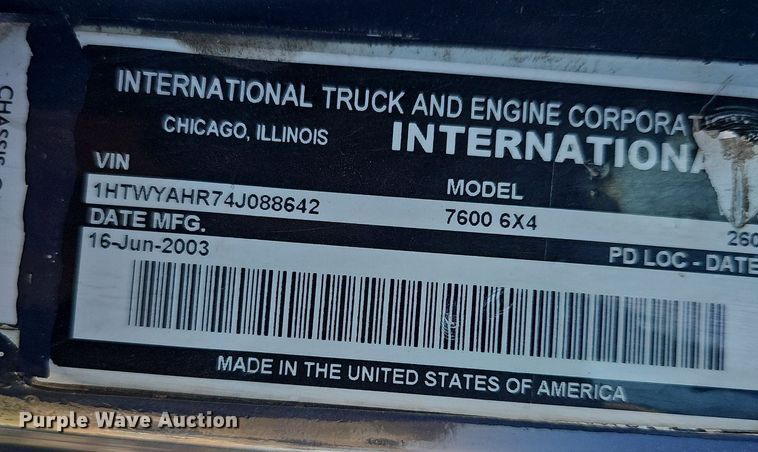 CHASSIS
INTERNATIONAL TRUCK AND ENGINE CORPORAT
CHICAGO, ILLINOIS INTERNATIONA
VIN MODEL
1HTWYAHR74J088642 7600 6X4 260
DATE MFG. PD LOC - DATE
16-Jun-2003
MADE IN THE UNITED STATES OF AMERICA
Purple Wave Auction